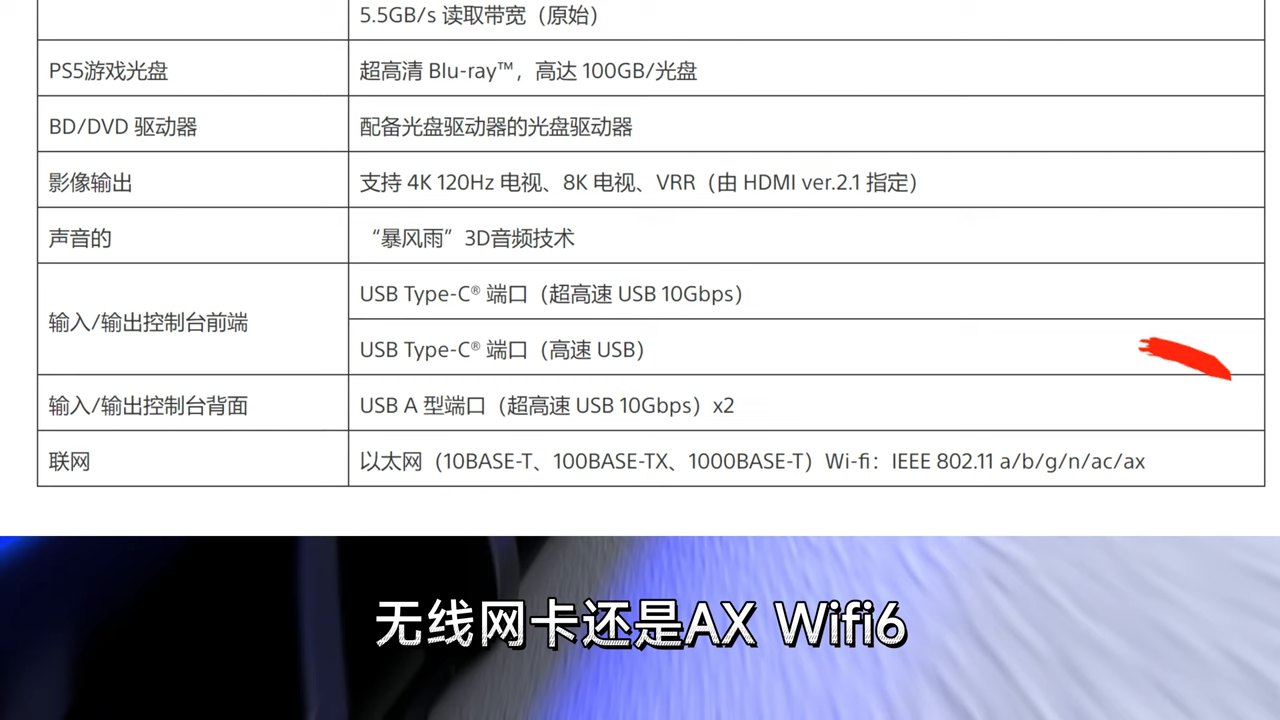 5.5GB/s 读取带宽（原始）
PS5游戏光盘
超高清 Blu-ray™，高达 100GB/光盘
BD/DVD 驱动器
配备光盘驱动器的光盘驱动器
影像输出
支持 4K 120Hz 电视、8K 电视、VRR（由 HDMI ver.2.1 指定）
声音的
“暴风雨”3D音频技术
输入/输出控制台前端
USB Type-C® 端口（超高速 USB 10Gbps）
USB Type-C® 端口（高速 USB）
输入/输出控制台背面
USB A 型端口（超高速 USB 10Gbps）x2
联网
以太网（10BASE-T、100BASE-TX、1000BASE-T）Wi-fi：IEEE 802.11 a/b/g/n/ac/ax
无线网卡还是AX Wifi6